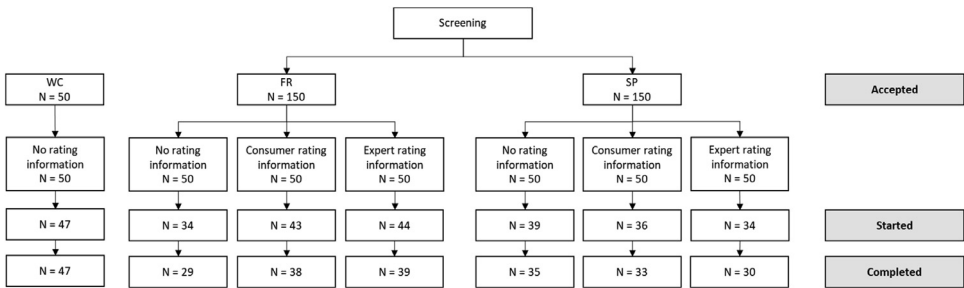 Screening
WC
N = 50
FR
N = 150
SP
N = 150
Accepted
No rating
information
N = 50
No rating
information
N = 50
Consumer rating
information
N = 50
Expert rating
information
N = 50
No rating
information
N = 50
Consumer rating
information
N = 50
Expert rating
information
N = 50
N = 47
N = 34
N = 43
N = 44
N = 39
N = 36
N = 34
Started
N = 47
N = 29
N = 38
N = 39
N = 35
N = 33
N = 30
Completed